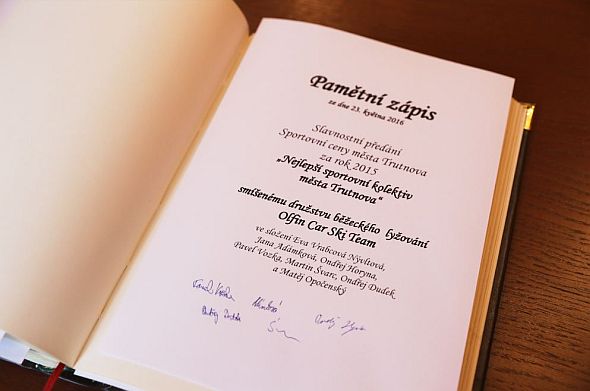 Pamětní zápis
ze dne 23. května 2016
Slavnostní předání
Sportovní ceny města Trutnova
za rok 2015
„Nejlepší sportovní kolektiv
města Trutnova“
smíšenému družstvu běžeckého lyžování
Olfin Car Ski Team
ve složení Eva Vrabcová Nývltová,
Jana Adámková, Ondřej Horyna,
Pavel Vozka, Martin Švarc, Ondřej Dudek
a Matěj Opočenský